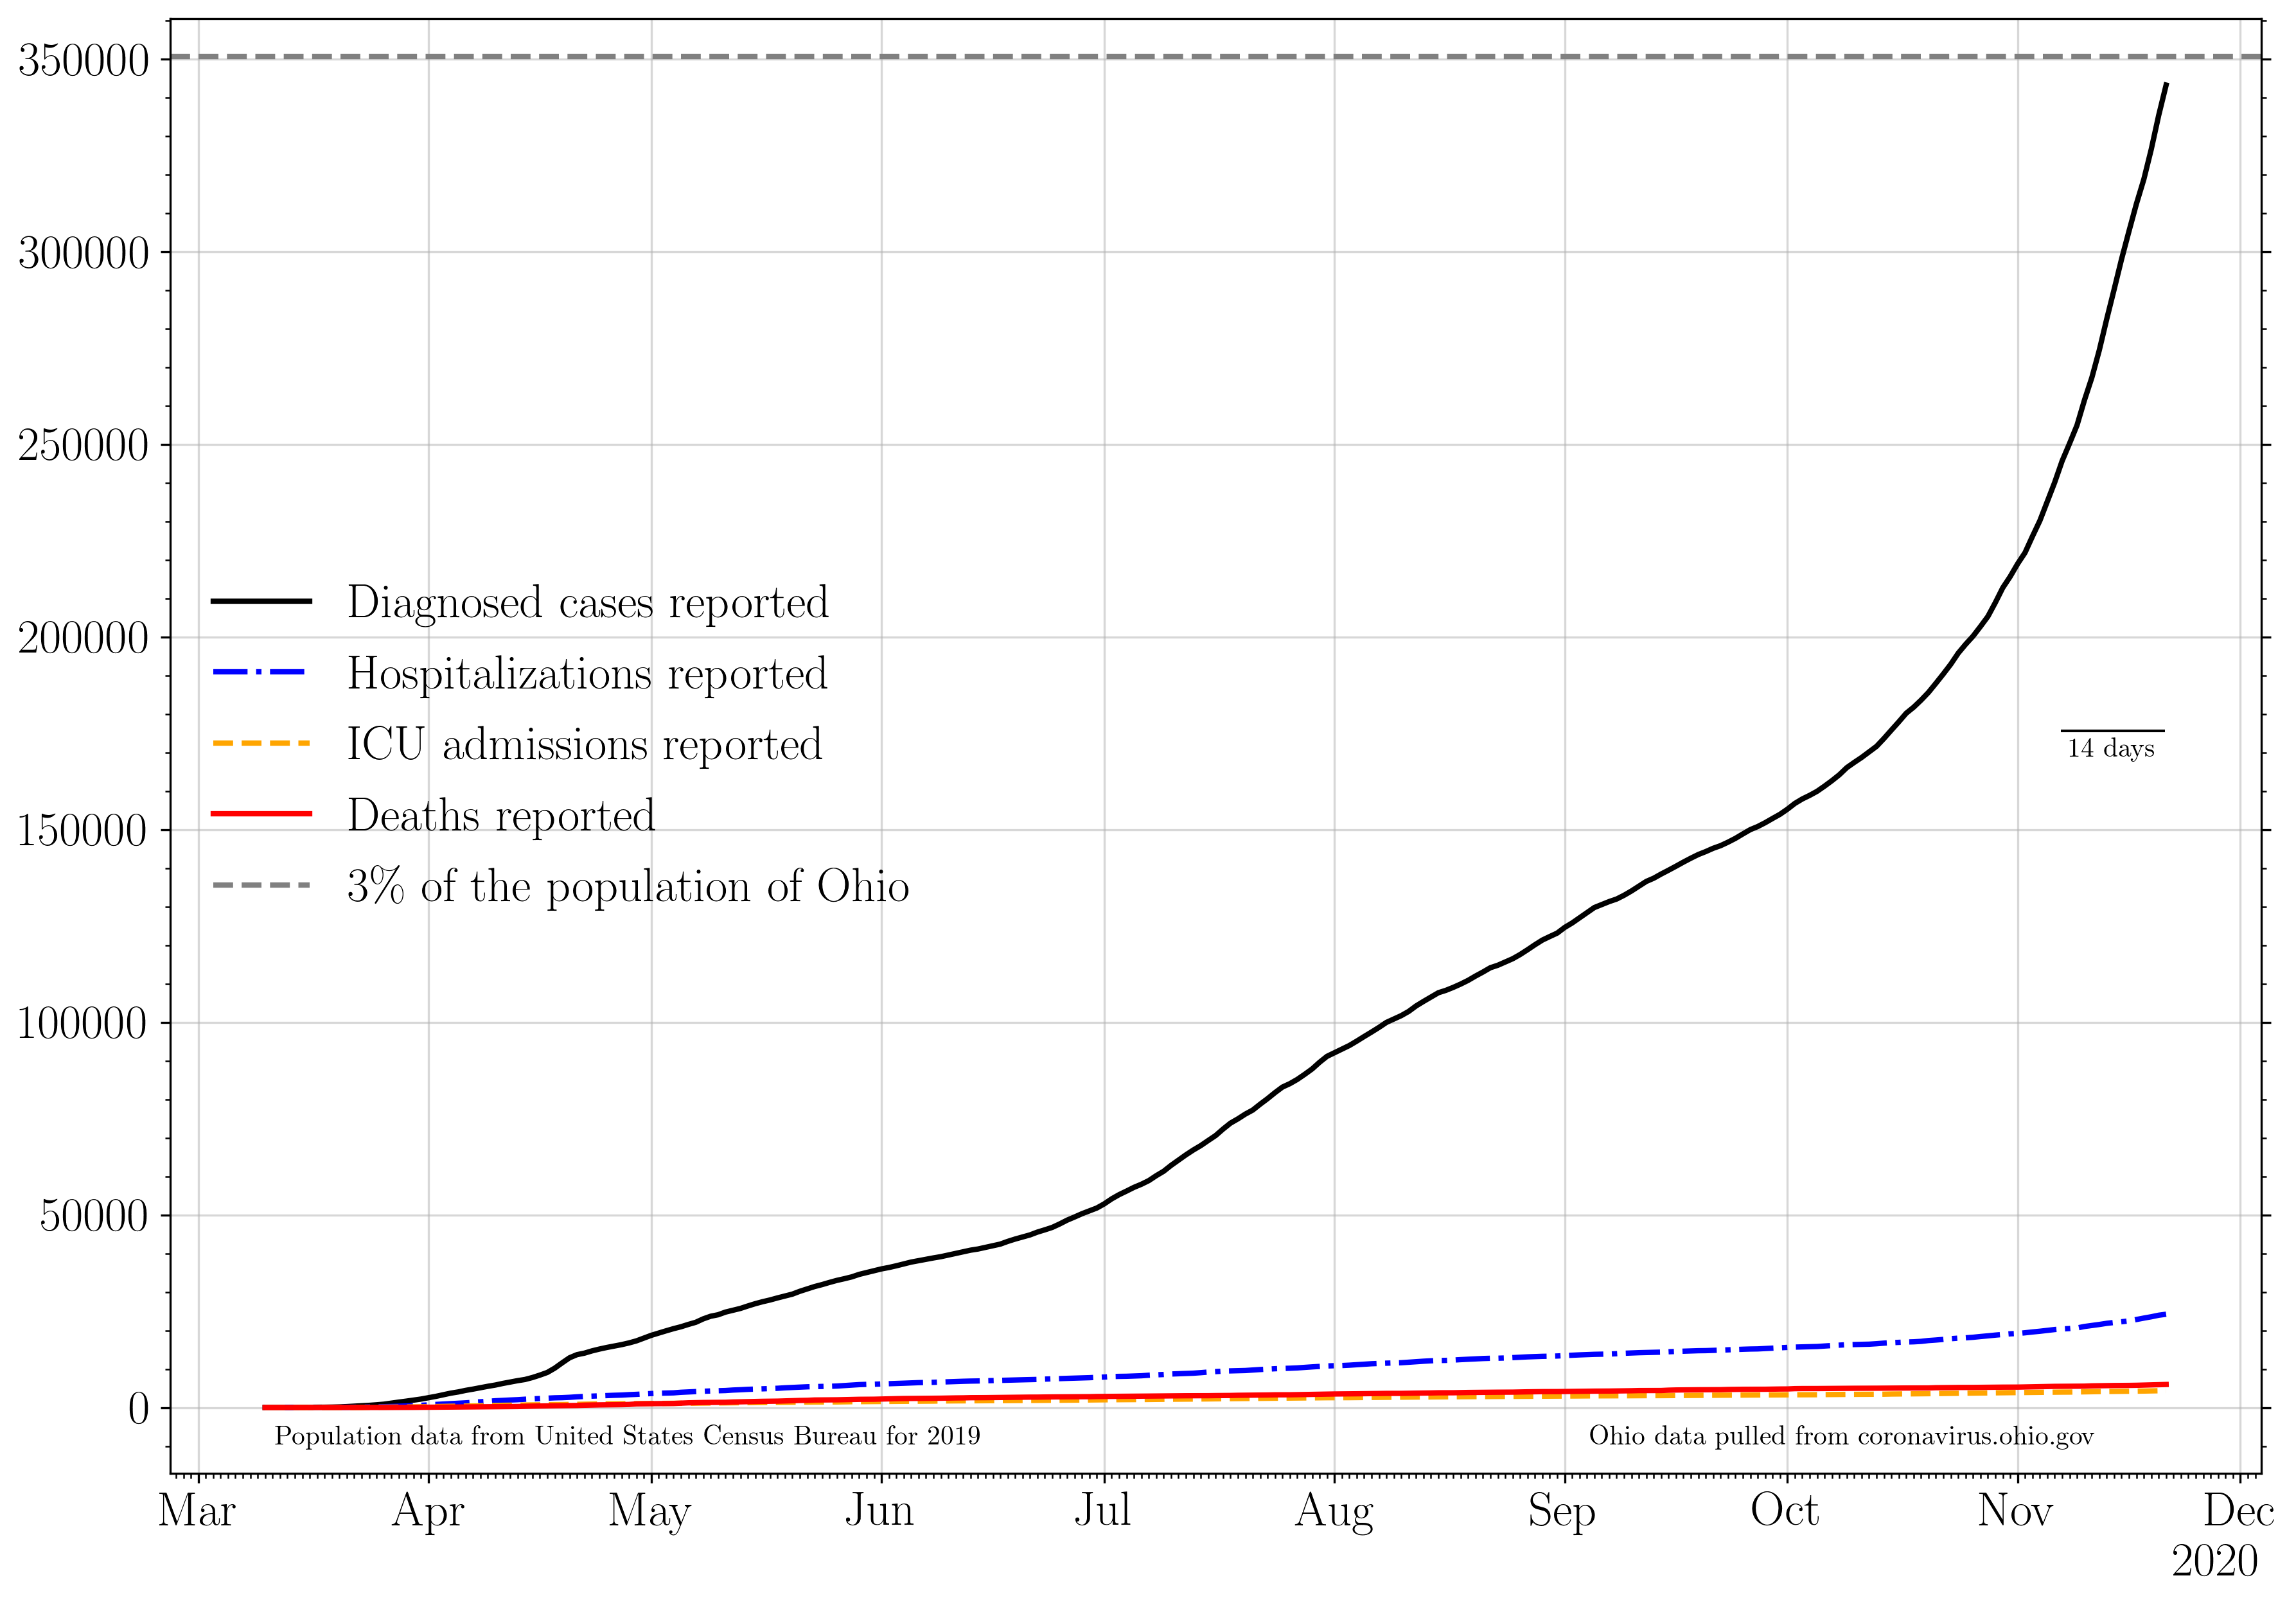 350000
300000
250000
200000
150000
100000
50000
0
Diagnosed cases reported
Hospitalizations reported
ICU admissions reported
Deaths reported
3% of the population of Ohio
14 days
Population data from United States Census Bureau for 2019
Ohio data pulled from coronavirus.ohio.gov
Mar Apr May Jun Jul Aug Sep Oct Nov Dec
2020